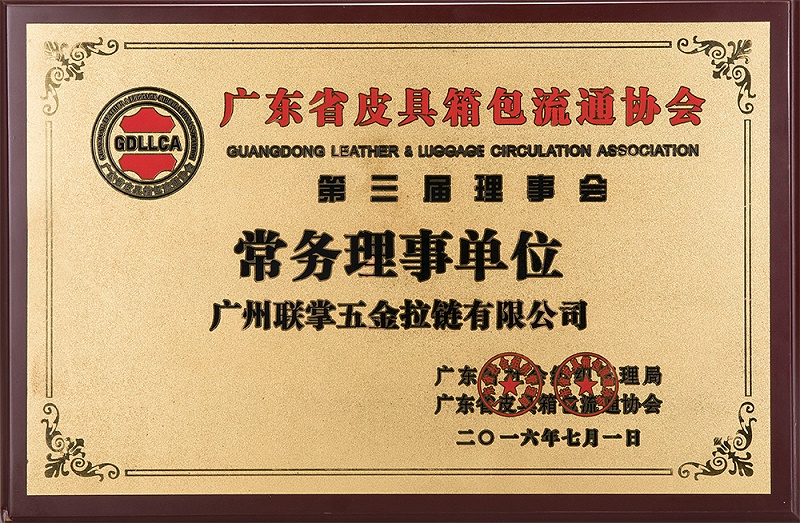 广东省皮具箱包流通协会
GDLLCA
GUANGDONG LEATHER & LUGGAGE CIRCULATION ASSOCIATION
第三届理事会
常务理事单位
广州联掌五金拉链有限公司
广东省 理局
广东省皮具箱包流通协会
二〇一六年七月一日